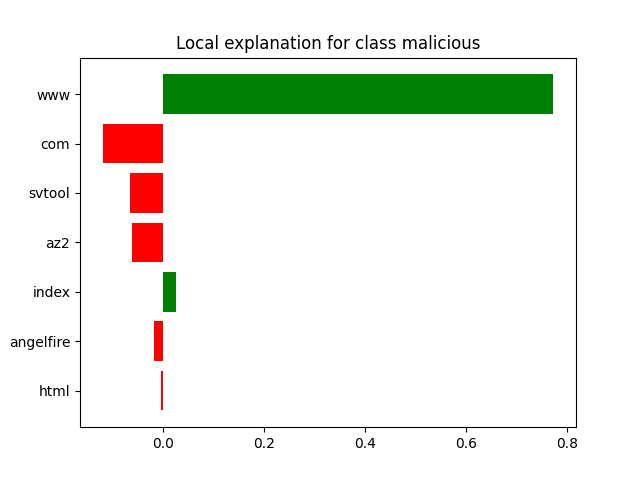 Local explanation for class malicious
www
com
svtool
az2
index
angelfire
html
0.0 0.2 0.4 0.6 0.8